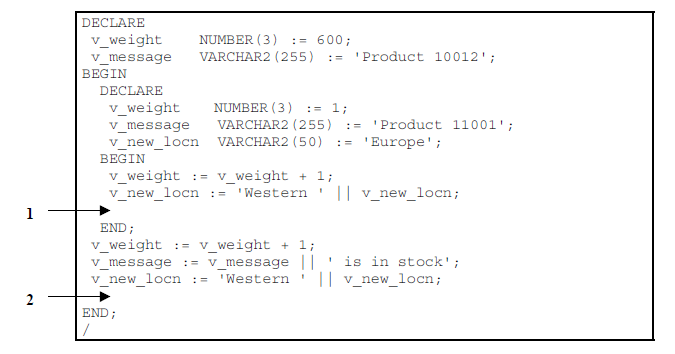 DECLARE
v_weight NUMBER(3) := 600;
v_message VARCHAR2(255) := 'Product 10012';
BEGIN
DECLARE
v_weight NUMBER(3) := 1;
v_message VARCHAR2(255) := 'Product 11001';
v_new_locn VARCHAR2(50) := 'Europe';
BEGIN
v_weight := v_weight + 1;
v_new_locn := 'Western ' || v_new_locn;
1
END;
v_weight := v_weight + 1;
v_message := v_message || ' is in stock';
v_new_locn := 'Western ' || v_new_locn;
2
END;
/